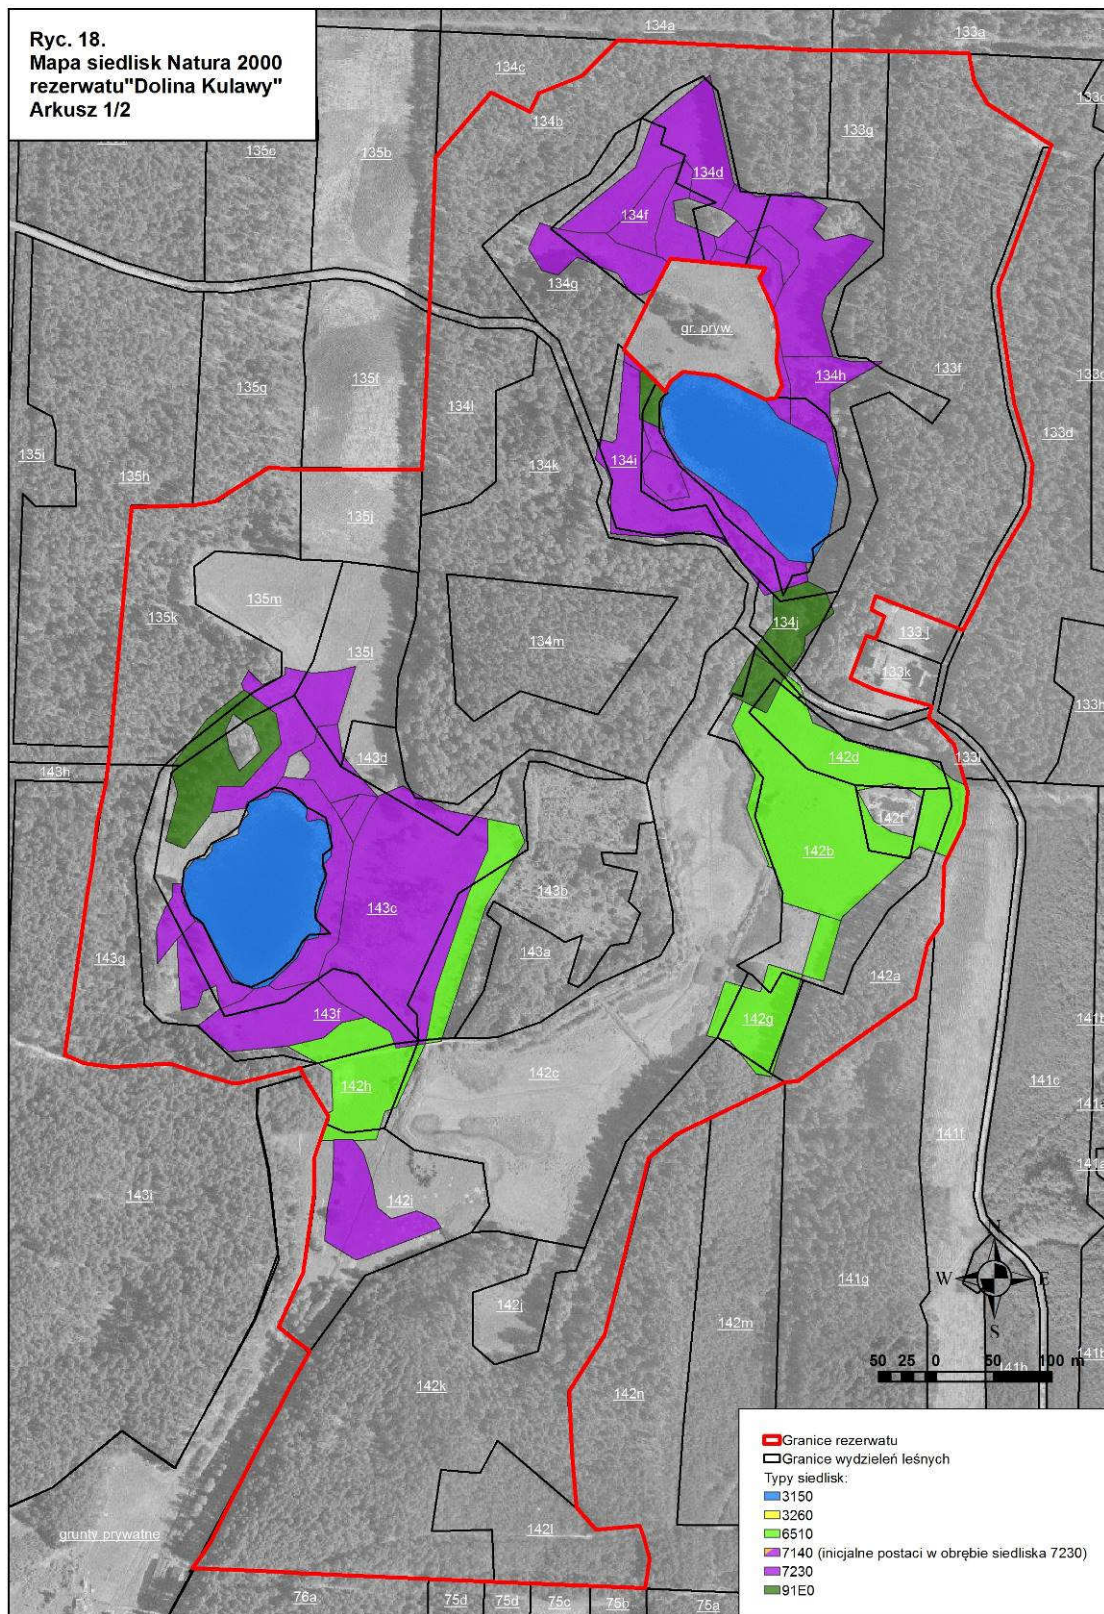 Ryc. 18.
Mapa siedlisk Natura 2000
rezerwatu"Dolina Kulawy"
Arkusz 1/2
134a
133a
134c
134b
133g
135b
134d
134f
134g
gr. pryw.
135f
135g
134h
133f
134l
133d
135i
135h
134k
134i
135j
135k
135m
134j
133j
134m
135l
133k
133h
143d
142d
143h
142f
142b
143b
143c
143a
143g
142a
143f
142g
142c
142h
141c
141f
143i
142i
141g
142j
142m
141h
142k
142n
142l
grunty prywatne
76a
75d
75d
75c
75b
75a
N
W
E
S
50 25 0 50 100 m
Granice rezerwatu
Granice wydzieleń leśnych
Typy siedlisk:
3150
3260
6510
7140 (inicjalne postaci w obrębie siedliska 7230)
7230
91E0